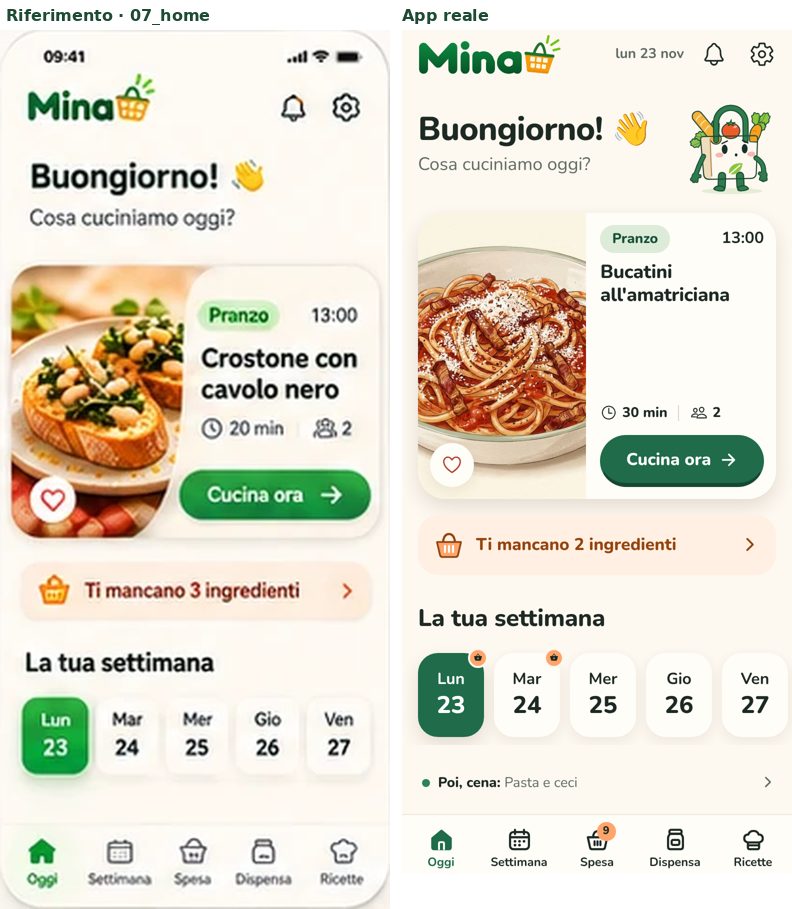 Riferimento · 07_home
09:41
Mina
Buongiorno! 👋
Cosa cuciniamo oggi?
Pranzo 13:00
Crostone con
cavolo nero
20 min 2
Cucina ora →
Ti mancano 3 ingredienti
La tua settimana
Lun Mar Mer Gio Ven
23 24 25 26 27
Oggi Settimana Spesa Dispensa Ricette
App reale
Mina lun 23 nov
Buongiorno! 👋
Cosa cuciniamo oggi?
Pranzo 13:00
Bucatini
all'amatriciana
30 min 2
Cucina ora →
Ti mancano 2 ingredienti
La tua settimana
Lun Mar Mer Gio Ven
23 24 25 26 27
Poi, cena: Pasta e ceci
9
Oggi Settimana Spesa Dispensa Ricette